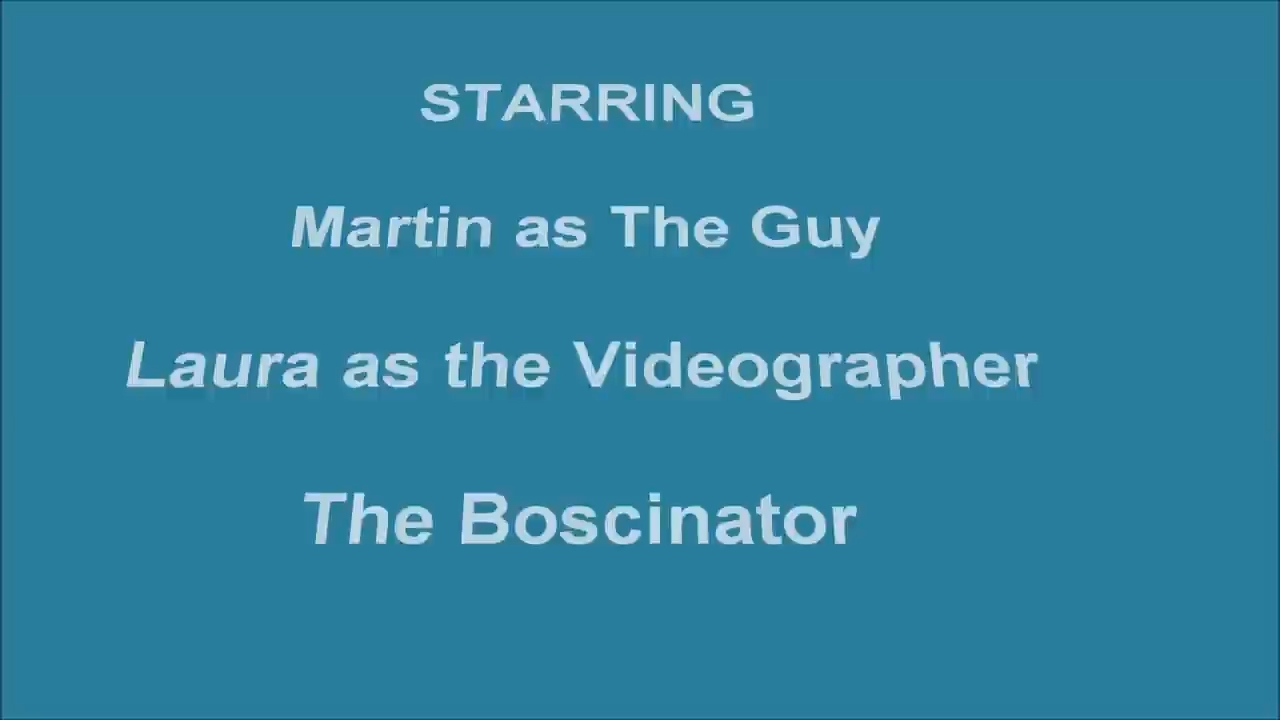 STARRING
Martin as The Guy
Laura as the Videographer
The Boscinator